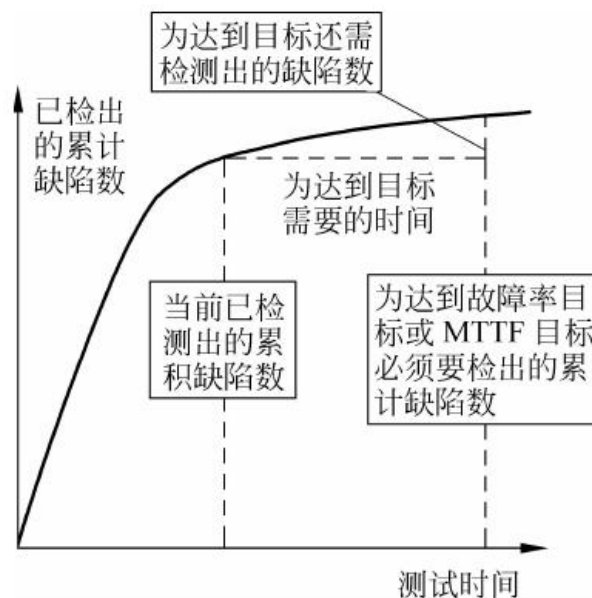 为达到目标还需
检测出的缺陷数
已检出
的累计
缺陷数
为达到目标
需要的时间
当前已检
测出的累
积缺陷数
为达到故障率目
标或 MTTF 目标
必须要检出的累
计缺陷数
测试时间